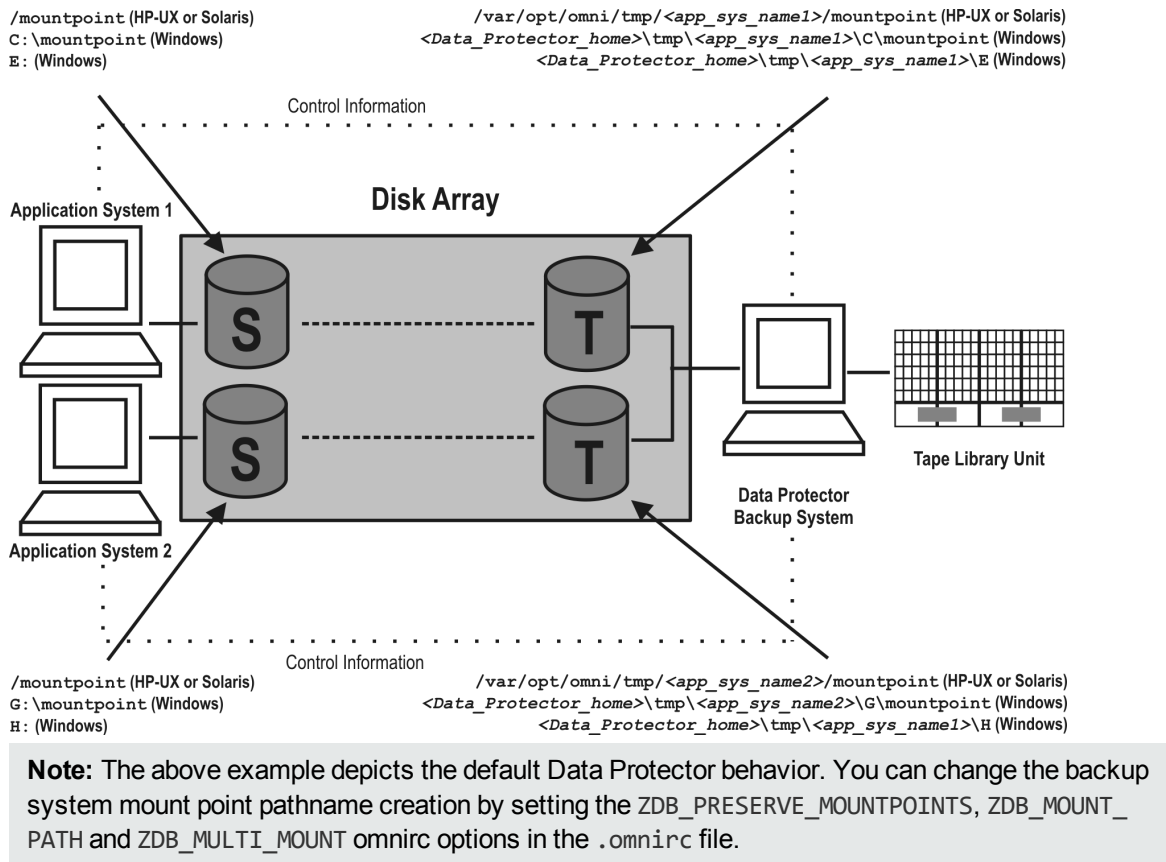 /mountpoint (HP-UX or Solaris)
C:\mountpoint (Windows)
E: (Windows)
/var/opt/omni/tmp/<app_sys_name1>/mountpoint (HP-UX or Solaris)
<Data_Protector_home>\tmp\<app_sys_name1>\C\mountpoint (Windows)
<Data_Protector_home>\tmp\<app_sys_name1>\E (Windows)
Control Information
Disk Array
Application System 1
S
T
S
T
Tape Library Unit
Data Protector
Backup System
Application System 2
Control Information
/mountpoint (HP-UX or Solaris)
G:\mountpoint (Windows)
H: (Windows)
/var/opt/omni/tmp/<app_sys_name2>/mountpoint (HP-UX or Solaris)
<Data_Protector_home>\tmp\<app_sys_name2>\G\mountpoint (Windows)
<Data_Protector_home>\tmp\<app_sys_name1>\H (Windows)
Note: The above example depicts the default Data Protector behavior. You can change the backup
system mount point pathname creation by setting the ZDB_PRESERVE_MOUNTPOINTS, ZDB_MOUNT_
PATH and ZDB_MULTI_MOUNT omnirc options in the .omnirc file.